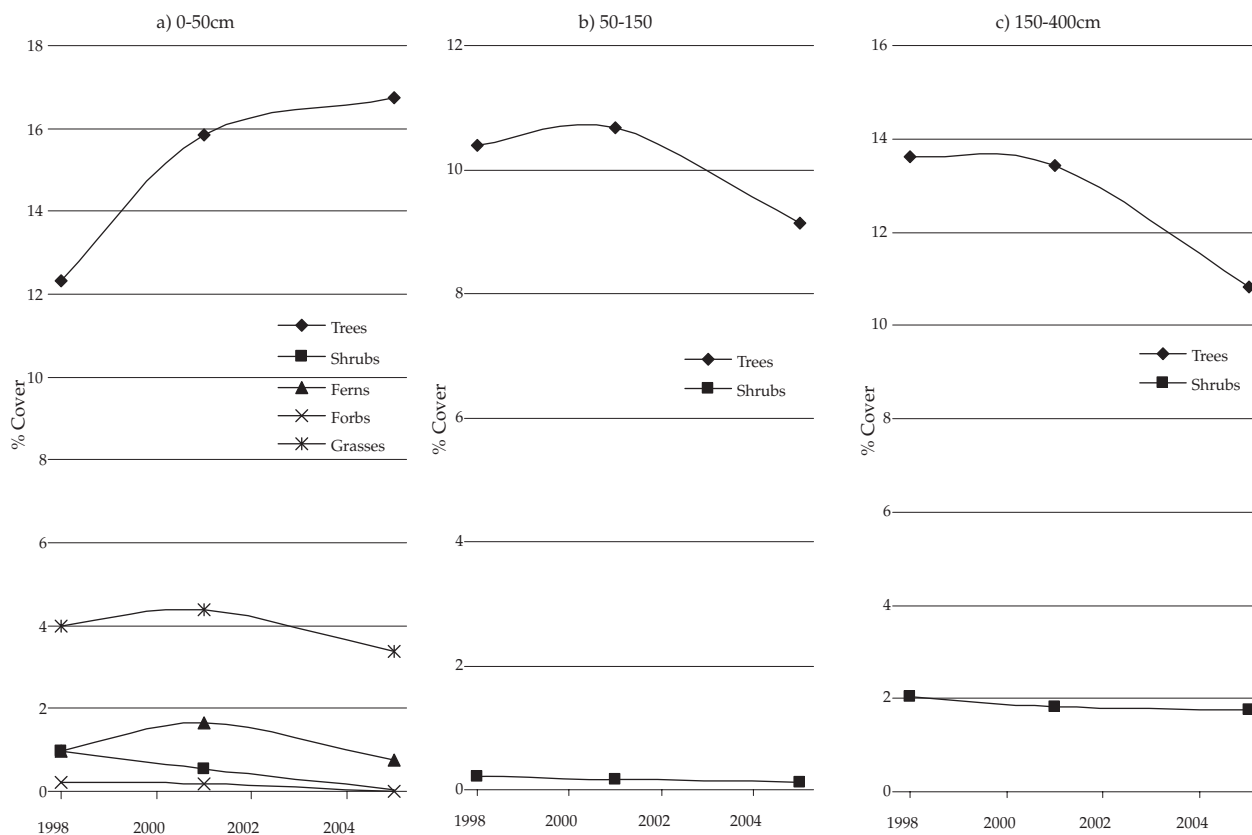 a) 0-50cm
18
16
14
12
10
8
6
4
2
0
% Cover
Trees
Shrubs
Ferns
Forbs
Grasses
1998
2000
2002
2004
b) 50-150
12
10
8
6
4
2
0
% Cover
Trees
Shrubs
1998
2000
2002
2004
c) 150-400cm
16
14
12
10
8
6
4
2
0
% Cover
Trees
Shrubs
1998
2000
2002
2004